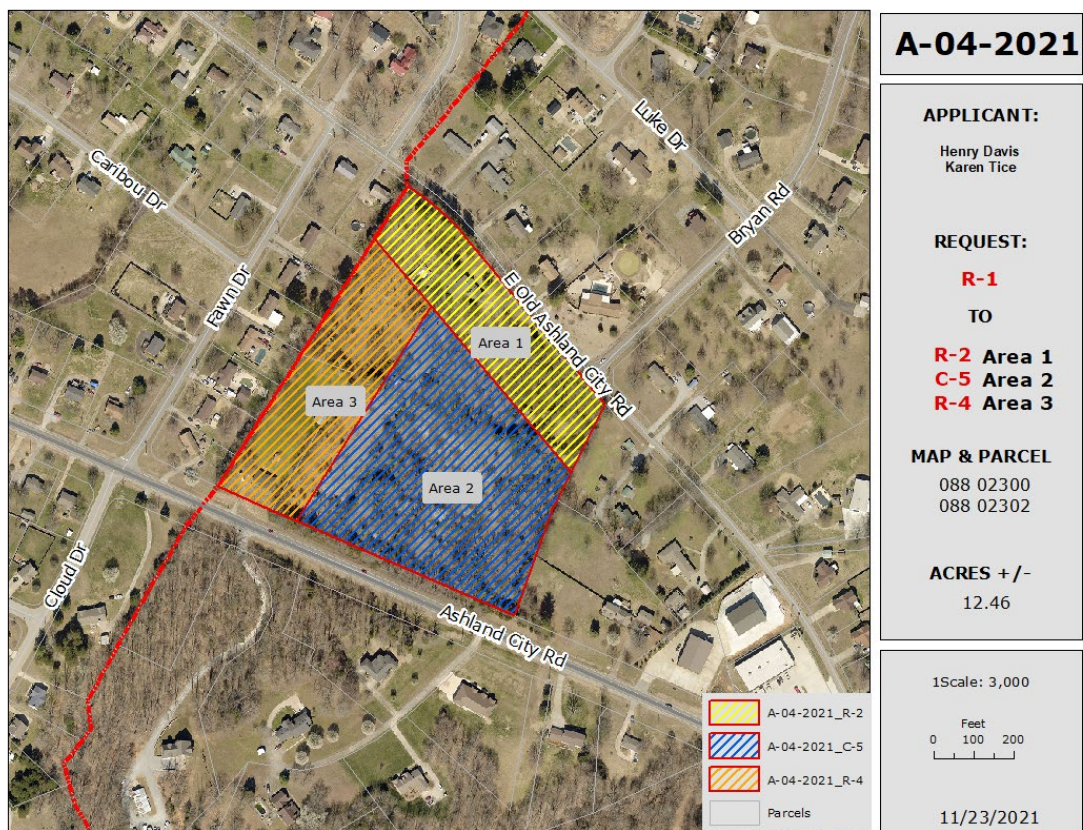 A-04-2021
APPLICANT:
Henry Davis
Karen Tice
REQUEST:
R-1
TO
R-2 Area 1
C-5 Area 2
R-4 Area 3
MAP & PARCEL
088 02300
088 02302
ACRES +/-
12.46
1Scale: 3,000
Feet
0 100 200
11/23/2021
Luke Dr
Caribou Dr
Bryan Rd
Fawn Dr
E Old Ashland City Rd
Area 1
Area 3
Area 2
Cloud Dr
Ashland City Rd
A-04-2021_R-2
A-04-2021_C-5
A-04-2021_R-4
Parcels